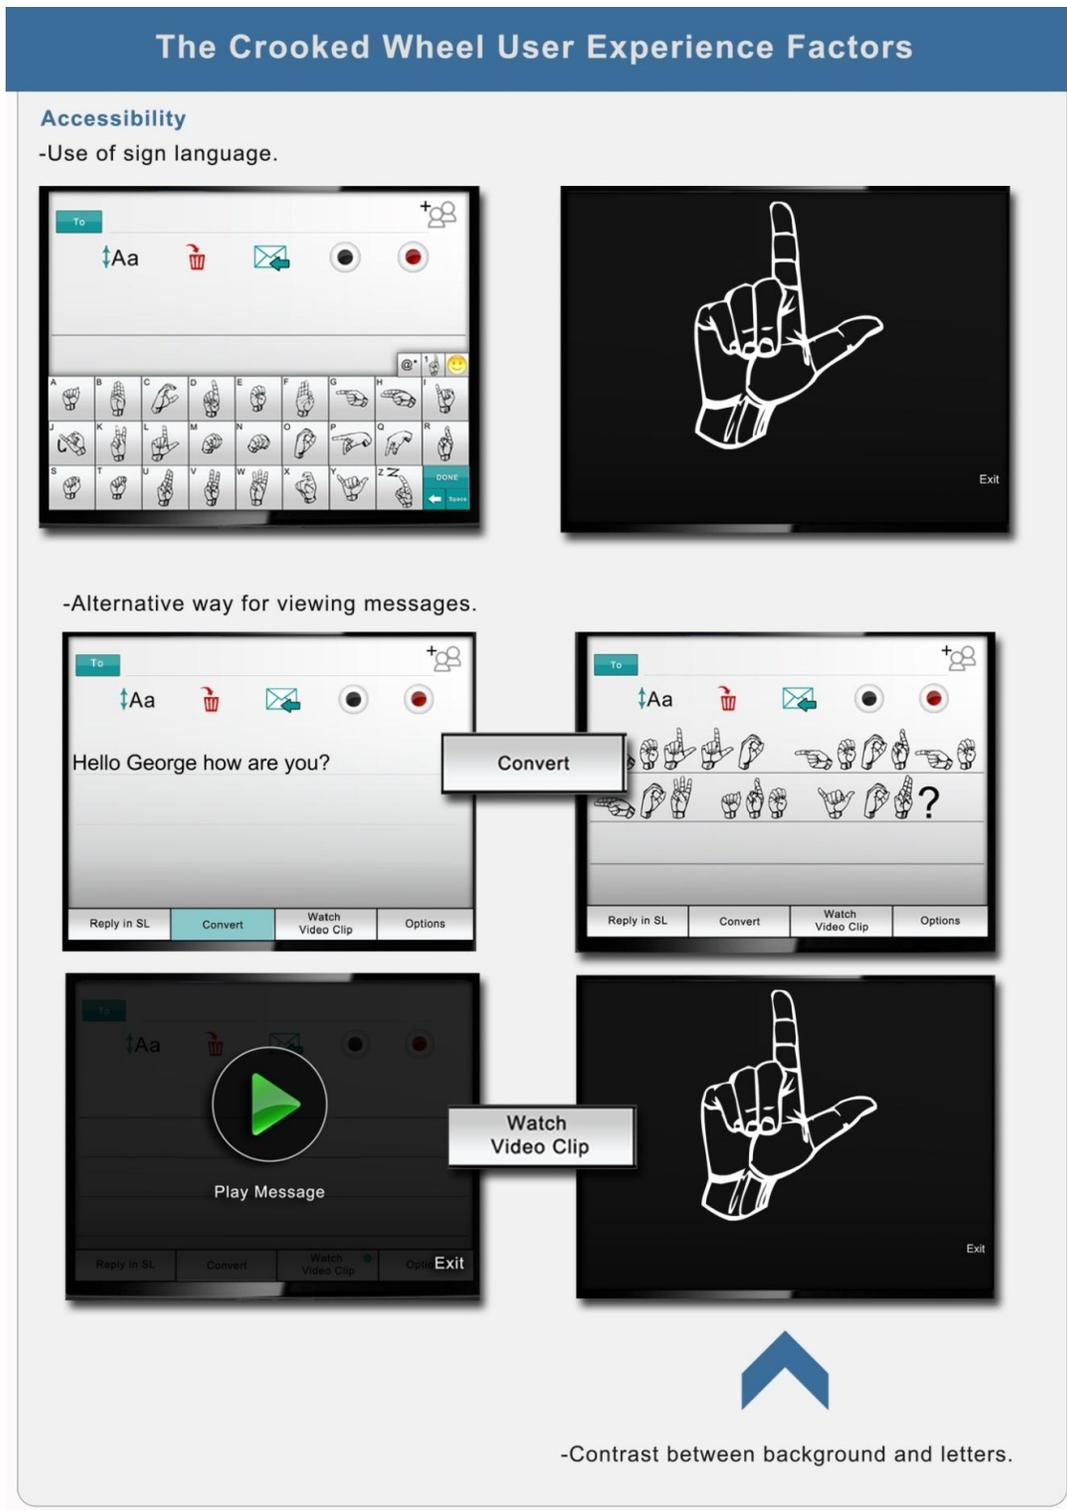 The Crooked Wheel User Experience Factors
Accessibility
-Use of sign language.
To
Aa
@*
1
A B C D E F G H I
J K L M N O P Q R
S T U V W X Y Z Z
DONE
Space
Exit
-Alternative way for viewing messages.
To
Aa
Hello George how are you?
Reply in SL
Convert
Watch
Video Clip
Options
Convert
To
Aa
?
Reply in SL
Convert
Watch
Video Clip
Options
To
Aa
Play Message
Reply in SL
Convert
Watch
Video Clip
Optio
Exit
Watch
Video Clip
Exit
-Contrast between background and letters.